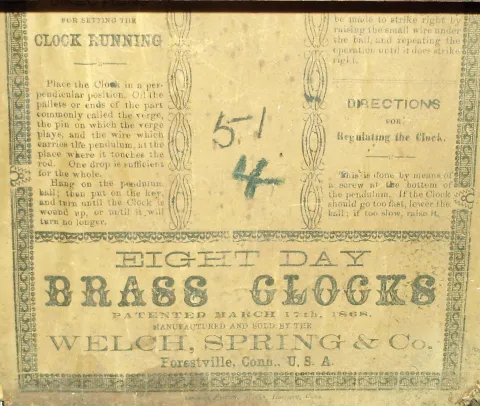 FOR SETTING THE
CLOCK RUNNING
Place the Clock in a per-
pendicular position. Oil the
pallets or ends of the part
commonly called the verge,
the pin on which the verge
plays, and the wire which
carries the pendulum, at the
place where it touches the
rod. One drop is sufficient
for the whole.
Hang on the pendulum
ball; then put on the key,
and turn until the Clock is
wound up, or until it will
turn no longer.
51
4
be made to strike right by
raising the small wire under
the ball, and repeating the
operation until it does strike
right.
DIRECTIONS
FOR
Regulating the Clock.
This is done by means of
a screw at the bottom of
the pendulum. If the Clock
should go too fast, lower the
ball; if too slow, raise it.
EIGHT DAY
BRASS CLOCKS
PATENTED MARCH 17th, 1868.
MANUFACTURED AND SOLD BY THE
WELCH, SPRING & Co.
Forestville, Conn., U. S. A.